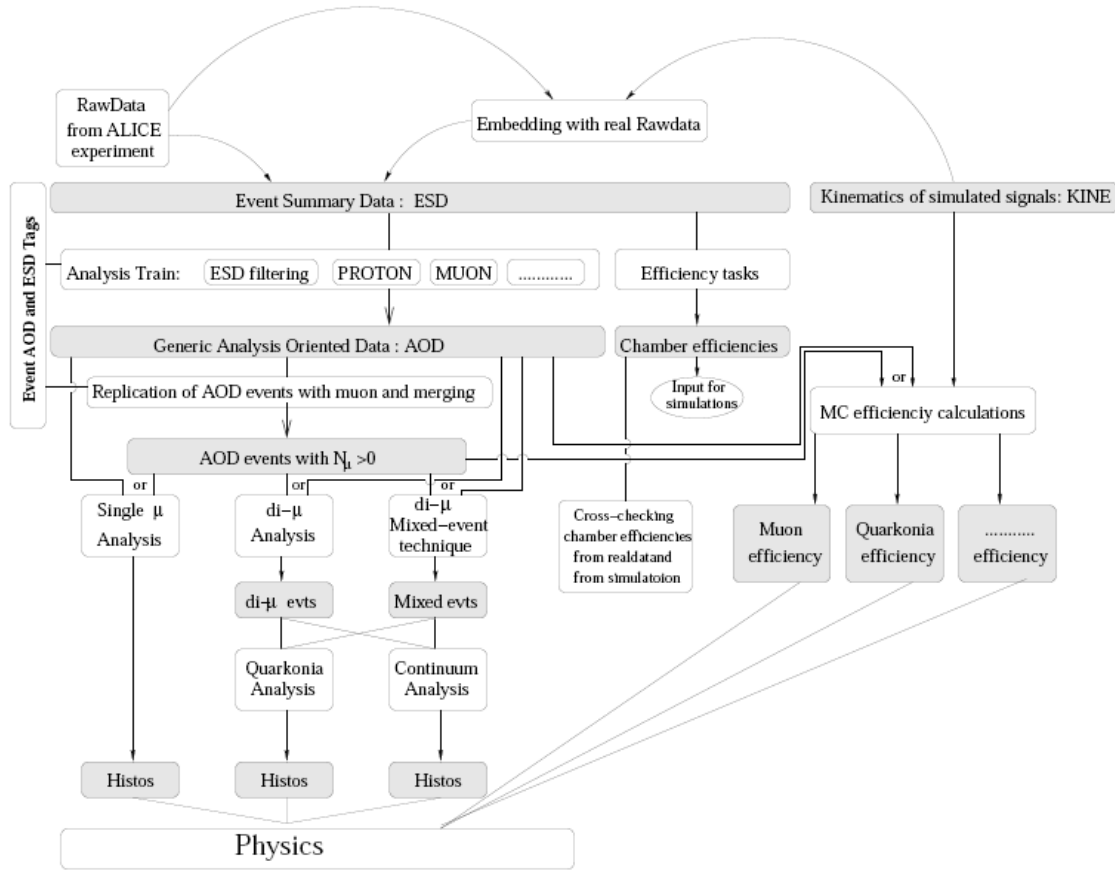 RawData
from ALICE
experiment
Embedding with real Rawdata
Event Summary Data : ESD
Kinematics of simulated signals: KINE
Event AOD and ESD Tags
Analysis Train:
ESD filtering
PROTON
MUON
............
Efficiency tasks
Generic Analysis Oriented Data : AOD
Chamber efficiencies
Replication of AOD events with muon and merging
Input for
simulations
or
MC efficienciy calculations
AOD events with Nμ >0
or
or
or
Single μ
Analysis
di-μ
Analysis
di-μ
Mixed-event
technique
Cross-checking
chamber efficiencies
from realdatand
from simulatoion
Muon
efficiency
Quarkonia
efficiency
...........
efficiency
di-μ evts
Mixed evts
Quarkonia
Analysis
Continuum
Analysis
Histos
Histos
Histos
Physics